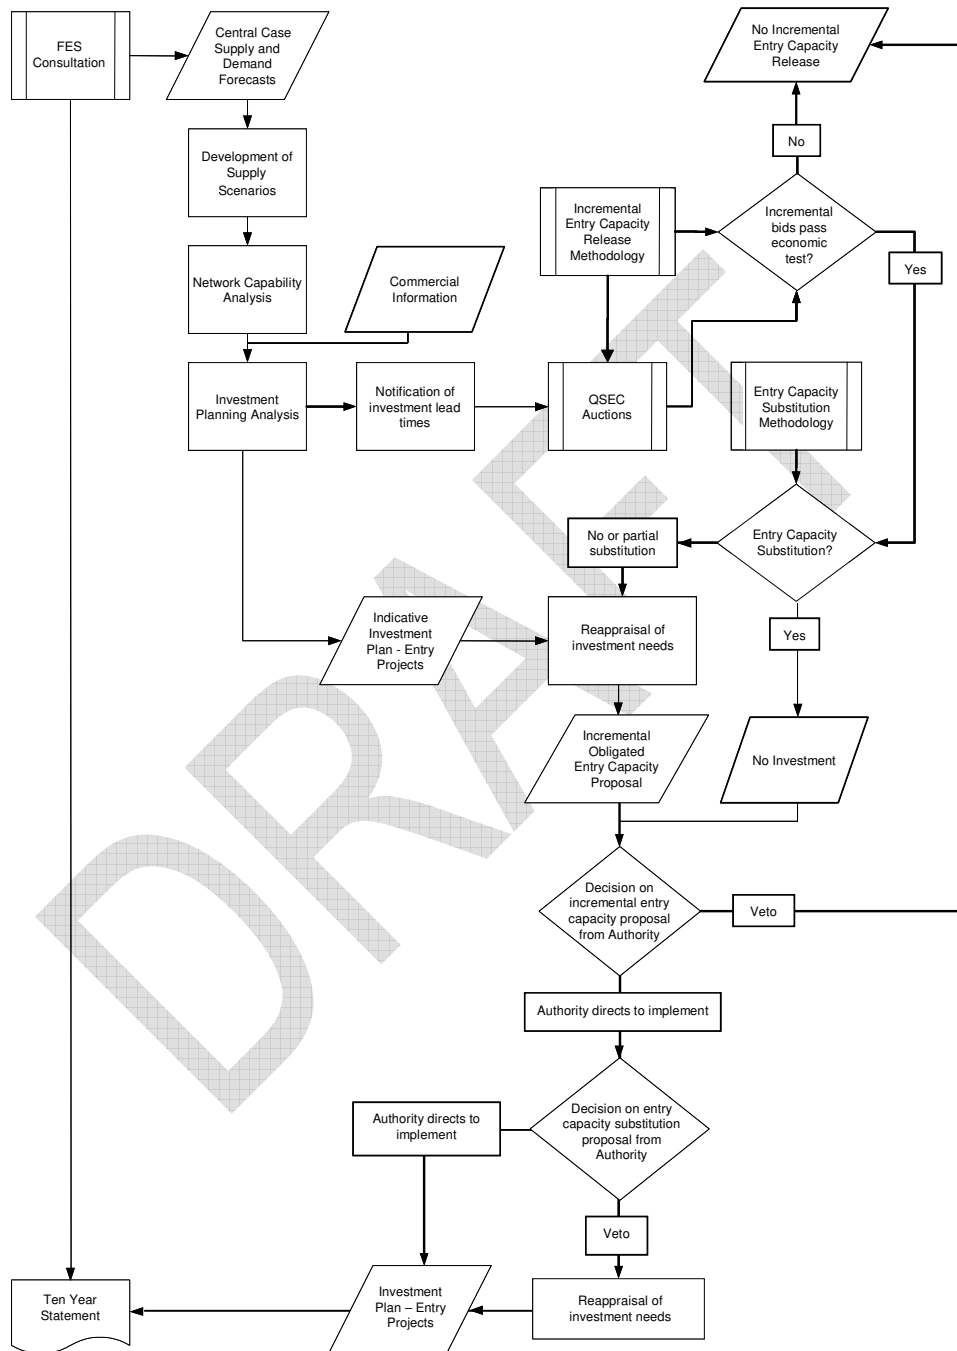 FES
Consultation
Central Case
Supply and
Demand
Forecasts
No Incremental
Entry Capacity
Release
No
Development of
Supply
Scenarios
Incremental
Entry Capacity
Release
Methodology
Incremental
bids pass
economic
test?
Yes
Network Capability
Analysis
Commercial
Information
Investment
Planning Analysis
Notification of
investment lead
times
QSEC
Auctions
Entry Capacity
Substitution
Methodology
No or partial
substitution
Entry Capacity
Substitution?
Indicative
Investment
Plan - Entry
Projects
Reappraisal of
investment needs
Yes
Incremental
Obligated
Entry Capacity
Proposal
No Investment
Decision on
incremental entry
capacity proposal
from Authority
Veto
Authority directs to implement
Authority directs to
implement
Decision on entry
capacity substitution
proposal from
Authority
Veto
Ten Year
Statement
Investment
Plan – Entry
Projects
Reappraisal of
investment needs
DRAFT